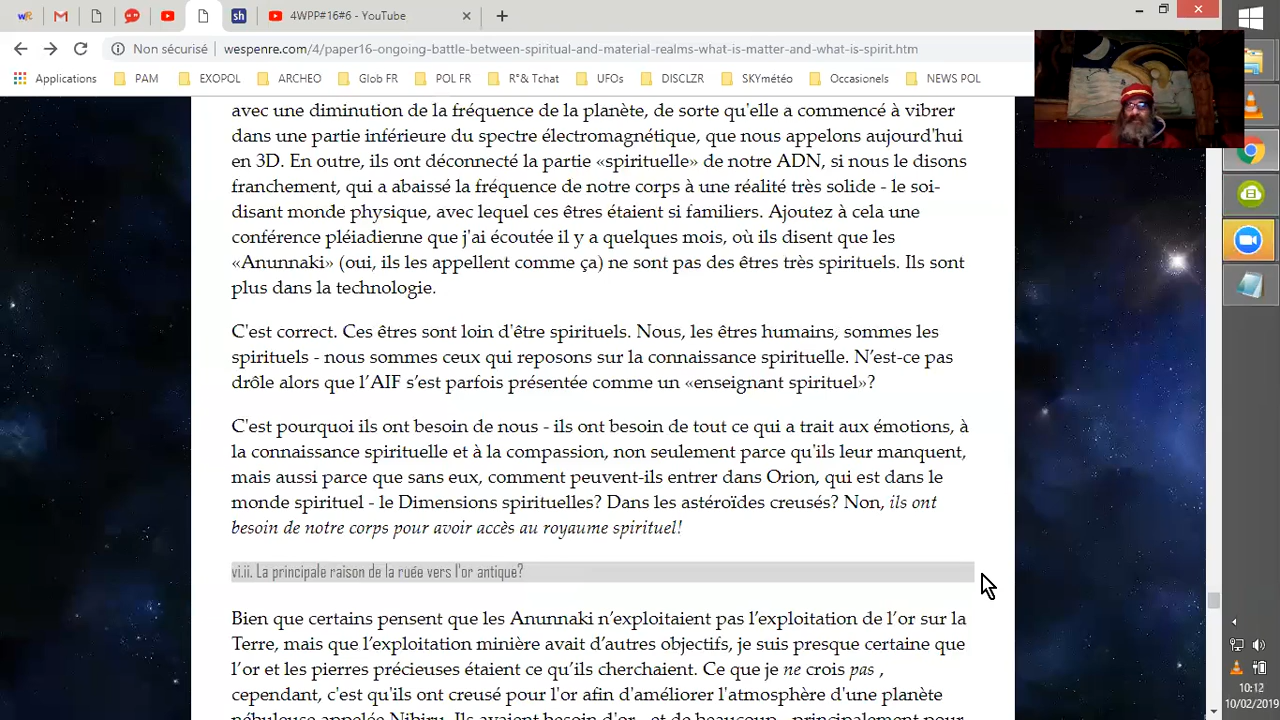 4WPP#16#6 - YouTube
Non sécurisé wespenre.com/4/paper16-ongoing-battle-between-spiritual-and-material-realms-what-is-matter-and-what-is-spirit.htm
Applications PAM EXOPOL ARCHEO Glob PC FR R°& Tchat UFOs DISCLZR SKYmétéo Occasionels NEWS POL
avec une diminution de la fréquence de la planète, de sorte qu'elle a commencé à vibrer
dans une partie inférieure du spectre électromagnétique, que nous appelons aujourd'hui
en 3D. En outre, ils ont déconnecté la partie «spirituelle» de notre ADN, si nous le disons
franchement, qui a abaissé la fréquence de notre corps à une réalité très solide - le soi-
disant monde physique, avec lequel ces êtres étaient si familiers. Ajoutez à cela une
conférence pléiadienne que j'ai écoutée il y a quelques mois, où ils disent que les
«Anunnaki» (oui, ils les appellent comme ça) ne sont pas des êtres très spirituels. Ils sont
plus dans la technologie.
C'est correct. Ces êtres sont loin d'être spirituels. Nous, les êtres humains, sommes les
spirituels - nous sommes ceux qui reposons sur la connaissance spirituelle. N’est-ce pas
drôle alors que l’AIF s’est parfois présentée comme un «enseignant spirituel»?
C'est pourquoi ils ont besoin de nous - ils ont besoin de tout ce qui a trait aux émotions, à
la connaissance spirituelle et à la compassion, non seulement parce qu'ils leur manquent,
mais aussi parce que sans eux, comment peuvent-ils entrer dans Orion, qui est dans le
monde spirituel - le Dimensions spirituelles? Dans les astéroïdes creusés? Non, ils ont
besoin de notre corps pour avoir accès au royaume spirituel!
vi.ii. La principale raison de la ruée vers l'or antique?
Bien que certains pensent que les Anunnaki n’exploitaient pas l’exploitation de l’or sur la
Terre, mais que l’exploitation minière avait d’autres objectifs, je suis presque certaine que
l’or et les pierres précieuses étaient ce qu’ils cherchaient. Ce que je ne crois pas ,
cependant, c'est qu'ils ont creusé pour l'or afin d'améliorer l'atmosphère d'une planète
nébuleuse appelée Nibiru. Ils avaient besoin d'or - et de beaucoup - principalement pour
10:12
10/02/2019